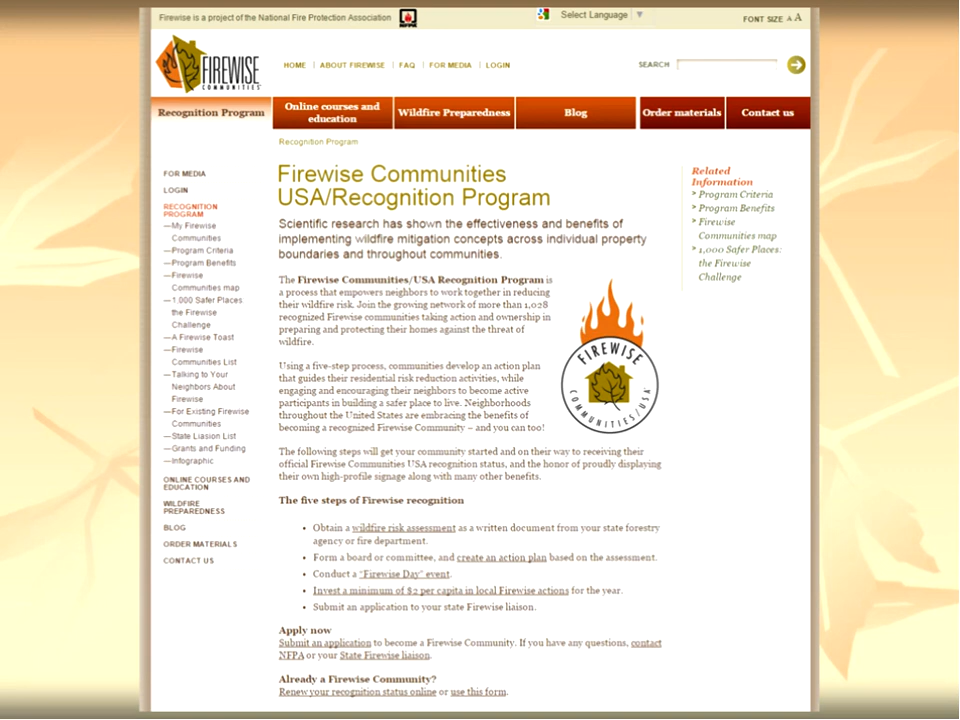 Firewise is a project of the National Fire Protection Association
Select Language ▼
FONT SIZE A A
FIREWISE
COMMUNITIES
HOME | ABOUT FIREWISE | FAQ | FOR MEDIA | LOGIN
SEARCH
Recognition Program
Online courses and
education
Wildfire Preparedness
Blog
Order materials
Contact us
Recognition Program
FOR MEDIA
LOGIN
RECOGNITION
PROGRAM
—My Firewise
Communities
—Program Criteria
—Program Benefits
—Firewise
Communities map
—1,000 Safer Places
the Firewise
Challenge
—A Firewise Toast
—Firewise
Communities List
—Talking to Your
Neighbors About
Firewise
—For Existing Firewise
Communities
—State Liasion List
—Grants and Funding
—Infographic
ONLINE COURSES AND
EDUCATION
WILDFIRE
PREPAREDNESS
BLOG
ORDER MATERIALS
CONTACT US
Firewise Communities
USA/Recognition Program
Scientific research has shown the effectiveness and benefits of
implementing wildfire mitigation concepts across individual property
boundaries and throughout communities.
The Firewise Communities/USA Recognition Program is
a process that empowers neighbors to work together in reducing
their wildfire risk. Join the growing network of more than 1,028
recognized Firewise communities taking action and ownership in
preparing and protecting their homes against the threat of
wildfire.
Using a five-step process, communities develop an action plan
that guides their residential risk reduction activities, while
engaging and encouraging their neighbors to become active
participants in building a safer place to live. Neighborhoods
throughout the United States are embracing the benefits of
becoming a recognized Firewise Community – and you can too!
FIREWISE
COMMUNITIES/USA
The following steps will get your community started and on their way to receiving their
official Firewise Communities USA recognition status, and the honor of proudly displaying
their own high-profile signage along with many other benefits.
The five steps of Firewise recognition
• Obtain a wildfire risk assessment as a written document from your state forestry
agency or fire department.
• Form a board or committee, and create an action plan based on the assessment.
• Conduct a "Firewise Day" event.
• Invest a minimum of $2 per capita in local Firewise actions for the year.
• Submit an application to your state Firewise liaison.
Apply now
Submit an application to become a Firewise Community. If you have any questions, contact
NFPA or your State Firewise liaison.
Already a Firewise Community?
Renew your recognition status online or use this form.
Related
Information
> Program Criteria
> Program Benefits
> Firewise
Communities map
> 1,000 Safer Places:
the Firewise
Challenge